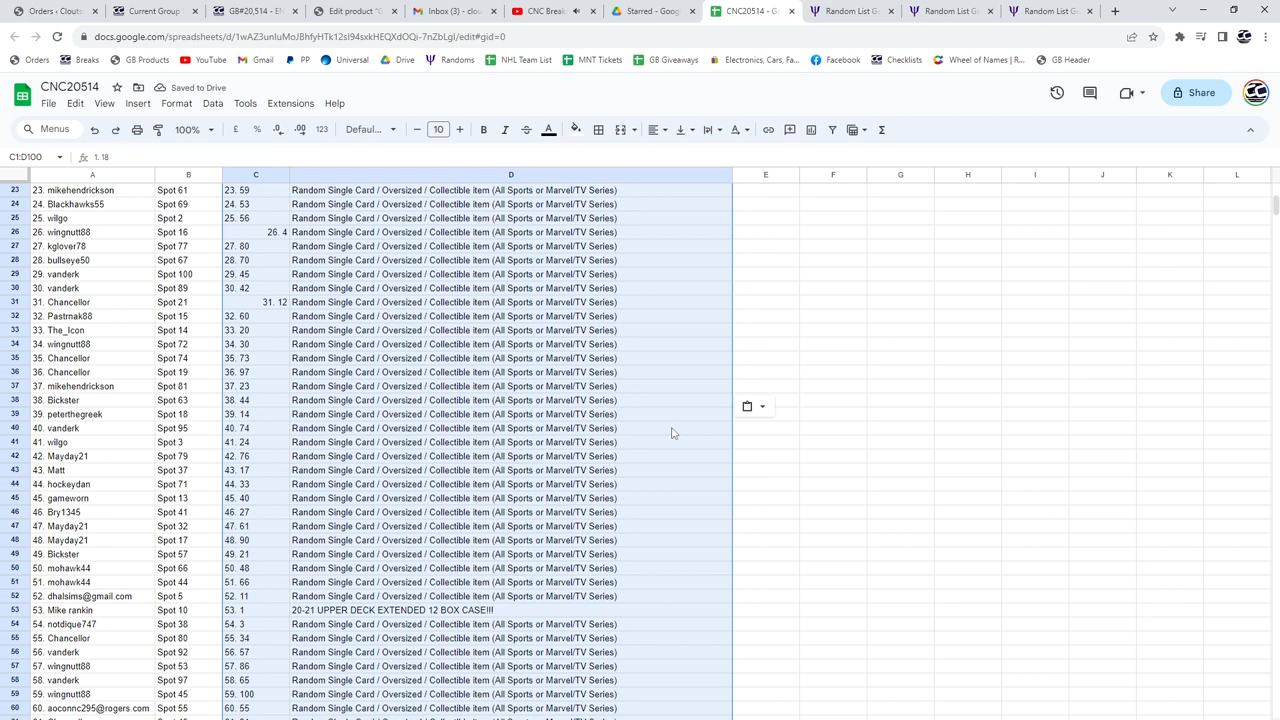 Orders ‹ Clouts
Current Group
GB#20,514 - EN
Edit product "G
Inbox (3) - clou
YouTube CNC Break
Starred - Googl
CNC20514 - Go
Random List Ge
Random List Ge
Random List Ge
docs.google.com/spreadsheets/d/1wAZ3unIuMoJBhfyHTk12sI94sxkHEQXdOQi-7nZbLgI/edit#gid=0
Orders
Breaks
GB Products
YouTube
Gmail
PP
Universal
Drive
Randoms
NHL Team List
MNT Tickets
GB Giveaways
Electronics, Cars, Fa...
Facebook
Checklists
Wheel of Names | R...
GB Header
CNC20514
Saved to Drive
File Edit View Insert Format Data Tools Extensions Help
Share
Menus
100%
£ % .0 .00 123
Defaul...
10
B I A
C1:D100
1. 18
A B C D E F G H I J K L
23 23. mikehendrickson Spot 61 23. 59 Random Single Card / Oversized / Collectible item (All Sports or Marvel/TV Series)
24 24. Blackhawks55 Spot 69 24. 53 Random Single Card / Oversized / Collectible item (All Sports or Marvel/TV Series)
25 25. wilgo Spot 2 25. 56 Random Single Card / Oversized / Collectible item (All Sports or Marvel/TV Series)
26 26. wingnutt88 Spot 16 26. 4 Random Single Card / Oversized / Collectible item (All Sports or Marvel/TV Series)
27 27. kglover78 Spot 77 27. 80 Random Single Card / Oversized / Collectible item (All Sports or Marvel/TV Series)
28 28. bullseye50 Spot 67 28. 70 Random Single Card / Oversized / Collectible item (All Sports or Marvel/TV Series)
29 29. vanderk Spot 100 29. 45 Random Single Card / Oversized / Collectible item (All Sports or Marvel/TV Series)
30 30. vanderk Spot 89 30. 42 Random Single Card / Oversized / Collectible item (All Sports or Marvel/TV Series)
31 31. Chancellor Spot 21 31. 12 Random Single Card / Oversized / Collectible item (All Sports or Marvel/TV Series)
32 32. Pastrnak88 Spot 15 32. 60 Random Single Card / Oversized / Collectible item (All Sports or Marvel/TV Series)
33 33. The_Icon Spot 14 33. 20 Random Single Card / Oversized / Collectible item (All Sports or Marvel/TV Series)
34 34. wingnutt88 Spot 72 34. 30 Random Single Card / Oversized / Collectible item (All Sports or Marvel/TV Series)
35 35. Chancellor Spot 74 35. 73 Random Single Card / Oversized / Collectible item (All Sports or Marvel/TV Series)
36 36. Chancellor Spot 19 36. 97 Random Single Card / Oversized / Collectible item (All Sports or Marvel/TV Series)
37 37. mikehendrickson Spot 81 37. 23 Random Single Card / Oversized / Collectible item (All Sports or Marvel/TV Series)
38 38. Bickster Spot 63 38. 44 Random Single Card / Oversized / Collectible item (All Sports or Marvel/TV Series)
39 39. peterthegreek Spot 18 39. 14 Random Single Card / Oversized / Collectible item (All Sports or Marvel/TV Series)
40 40. vanderk Spot 95 40. 74 Random Single Card / Oversized / Collectible item (All Sports or Marvel/TV Series)
41 41. wilgo Spot 3 41. 24 Random Single Card / Oversized / Collectible item (All Sports or Marvel/TV Series)
42 42. Mayday21 Spot 79 42. 76 Random Single Card / Oversized / Collectible item (All Sports or Marvel/TV Series)
43 43. Matt Spot 37 43. 17 Random Single Card / Oversized / Collectible item (All Sports or Marvel/TV Series)
44 44. hockeydan Spot 71 44. 33 Random Single Card / Oversized / Collectible item (All Sports or Marvel/TV Series)
45 45. gameworn Spot 13 45. 40 Random Single Card / Oversized / Collectible item (All Sports or Marvel/TV Series)
46 46. Bry1345 Spot 41 46. 27 Random Single Card / Oversized / Collectible item (All Sports or Marvel/TV Series)
47 47. Mayday21 Spot 32 47. 61 Random Single Card / Oversized / Collectible item (All Sports or Marvel/TV Series)
48 48. Mayday21 Spot 17 48. 90 Random Single Card / Oversized / Collectible item (All Sports or Marvel/TV Series)
49 49. Bickster Spot 57 49. 21 Random Single Card / Oversized / Collectible item (All Sports or Marvel/TV Series)
50 50. mohawk44 Spot 66 50. 48 Random Single Card / Oversized / Collectible item (All Sports or Marvel/TV Series)
51 51. mohawk44 Spot 44 51. 66 Random Single Card / Oversized / Collectible item (All Sports or Marvel/TV Series)
52 52. dhalsims@gmail.com Spot 5 52. 11 Random Single Card / Oversized / Collectible item (All Sports or Marvel/TV Series)
53 53. Mike rankin Spot 10 53. 1 20-21 UPPER DECK EXTENDED 12 BOX CASE!!!
54 54. notdique747 Spot 38 54. 3 Random Single Card / Oversized / Collectible item (All Sports or Marvel/TV Series)
55 55. Chancellor Spot 80 55. 34 Random Single Card / Oversized / Collectible item (All Sports or Marvel/TV Series)
56 56. vanderk Spot 92 56. 57 Random Single Card / Oversized / Collectible item (All Sports or Marvel/TV Series)
57 57. wingnutt88 Spot 53 57. 86 Random Single Card / Oversized / Collectible item (All Sports or Marvel/TV Series)
58 58. vanderk Spot 97 58. 65 Random Single Card / Oversized / Collectible item (All Sports or Marvel/TV Series)
59 59. wingnutt88 Spot 45 59. 100 Random Single Card / Oversized / Collectible item (All Sports or Marvel/TV Series)
60 60. aoconnc295@rogers.com Spot 55 60. 55 Random Single Card / Oversized / Collectible item (All Sports or Marvel/TV Series)